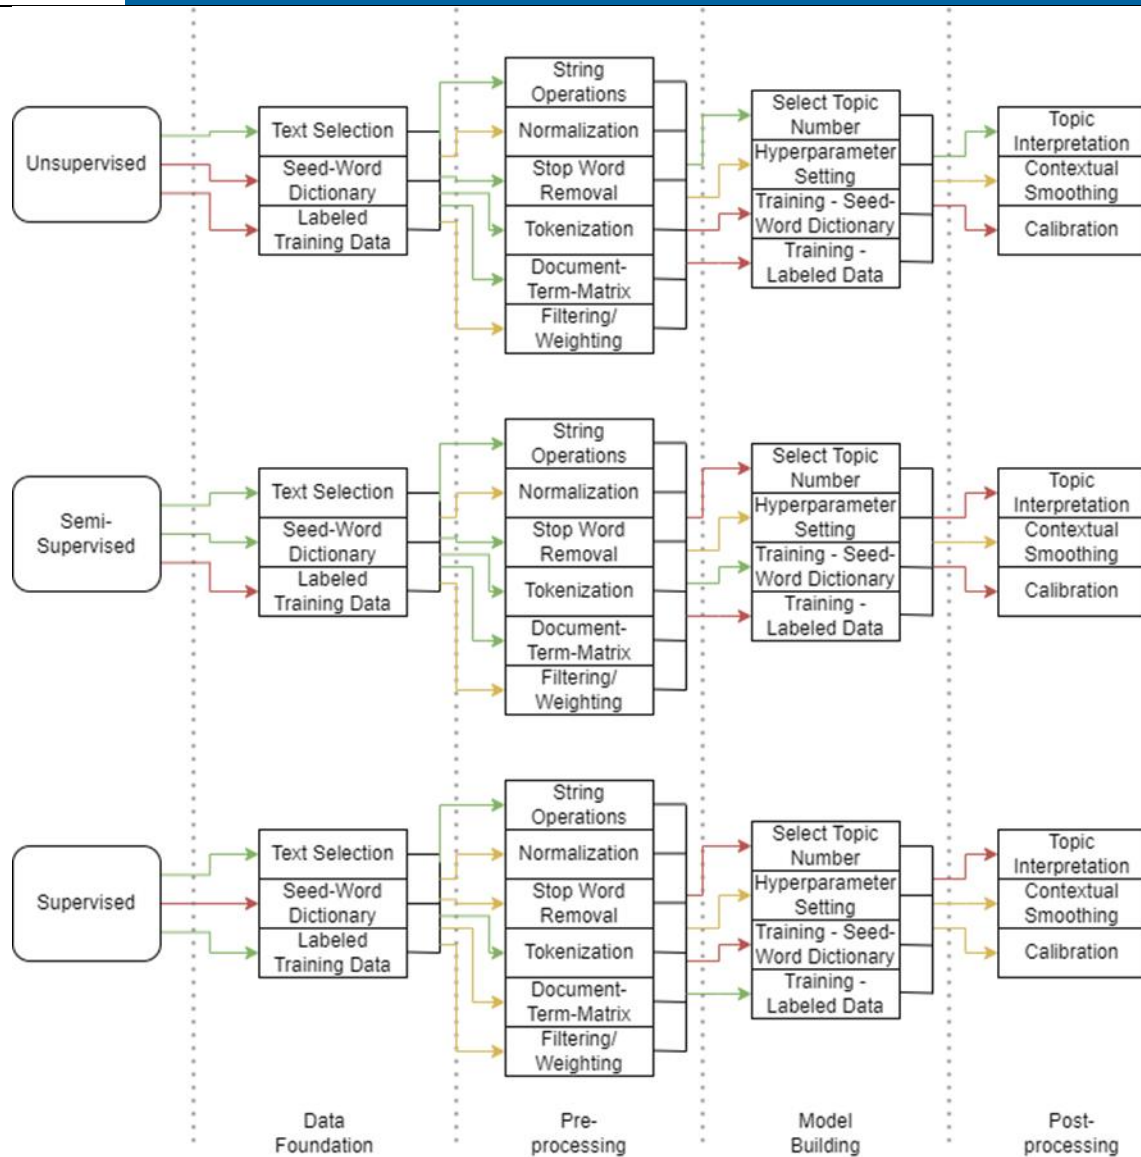 Unsupervised
Text Selection
Seed-Word
Dictionary
Labeled
Training Data
String
Operations
Normalization
Stop Word
Removal
Tokenization
Document-
Term-Matrix
Filtering/
Weighting
Select Topic
Number
Hyperparameter
Setting
Training - Seed-
Word Dictionary
Training -
Labeled Data
Topic
Interpretation
Contextual
Smoothing
Calibration
Semi-
Supervised
Text Selection
Seed-Word
Dictionary
Labeled
Training Data
String
Operations
Normalization
Stop Word
Removal
Tokenization
Document-
Term-Matrix
Filtering/
Weighting
Select Topic
Number
Hyperparameter
Setting
Training - Seed-
Word Dictionary
Training -
Labeled Data
Topic
Interpretation
Contextual
Smoothing
Calibration
Supervised
Text Selection
Seed-Word
Dictionary
Labeled
Training Data
String
Operations
Normalization
Stop Word
Removal
Tokenization
Document-
Term-Matrix
Filtering/
Weighting
Select Topic
Number
Hyperparameter
Setting
Training - Seed-
Word Dictionary
Training -
Labeled Data
Topic
Interpretation
Contextual
Smoothing
Calibration
Data
Foundation
Pre-
processing
Model
Building
Post-
processing